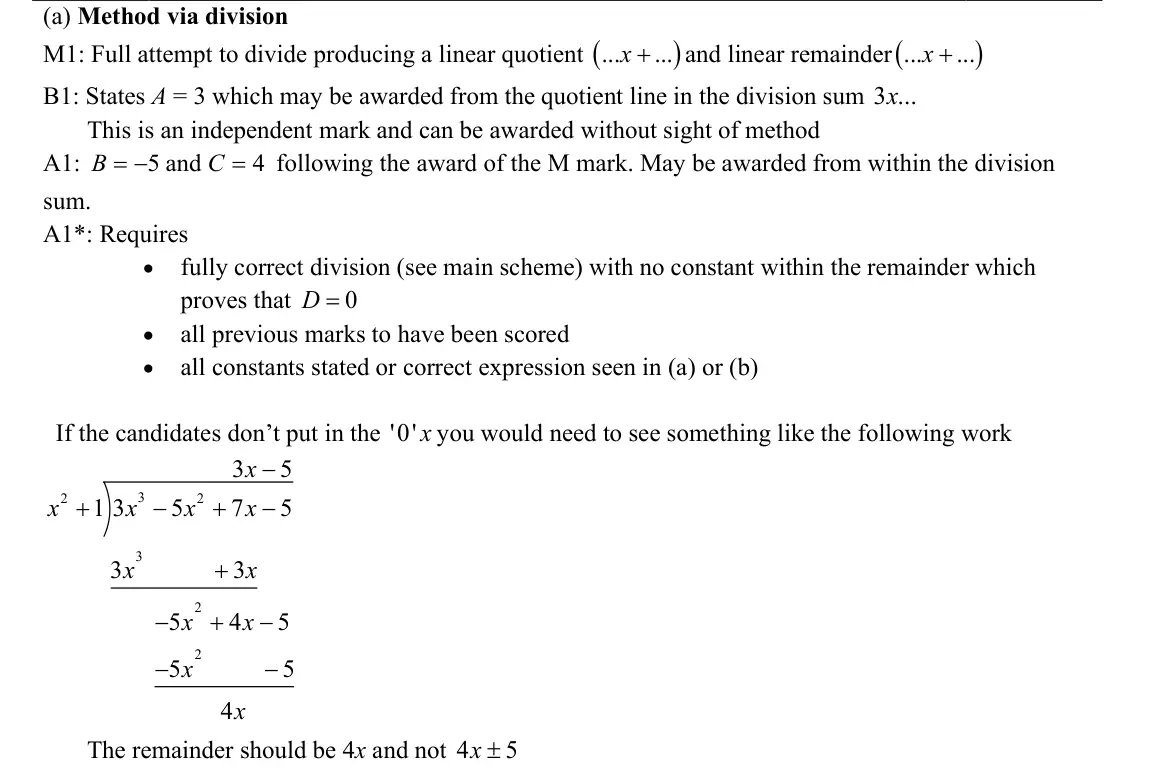 (a) Method via division
M1: Full attempt to divide producing a linear quotient (...x + ...) and linear remainder (...x + ...)
B1: States A = 3 which may be awarded from the quotient line in the division sum 3x...
This is an independent mark and can be awarded without sight of method
A1: B = −5 and C = 4 following the award of the M mark. May be awarded from within the division
sum.
A1*: Requires
• fully correct division (see main scheme) with no constant within the remainder which
proves that D = 0
• all previous marks to have been scored
• all constants stated or correct expression seen in (a) or (b)
If the candidates don’t put in the '0'x you would need to see something like the following work
3x − 5
x² + 1)3x³ − 5x² + 7x − 5
3x³ + 3x
−5x² + 4x − 5
−5x² − 5
4x
The remainder should be 4x and not 4x ± 5